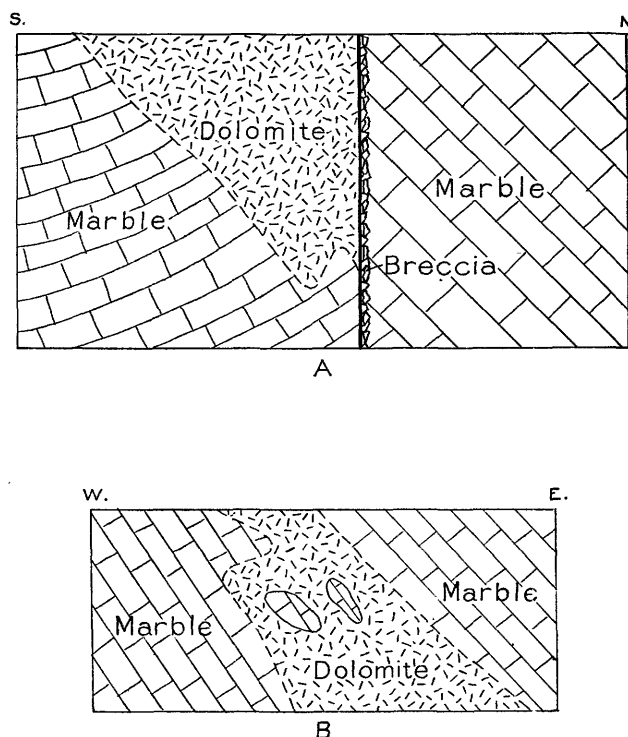 S. N
Dolomite
Marble
Marble
Breccia
A
W. E.
Marble
Marble
Dolomite
B